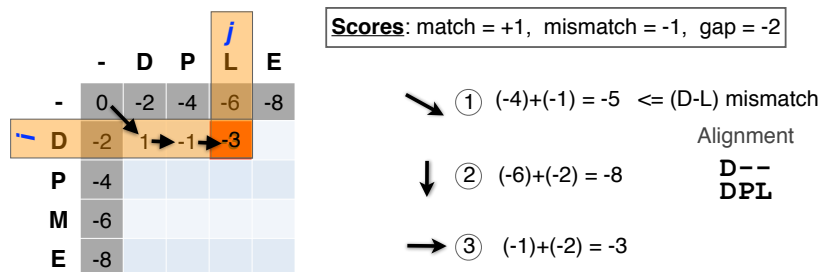 Scores: match = +1, mismatch = -1, gap = -2
j
- D P L E
- 0 -2 -4 -6 -8
i D -2 1 -1 -3
P -4
M -6
E -8
1 (-4)+(-1) = -5 <= (D-L) mismatch
Alignment
D--
DPL
2 (-6)+(-2) = -8
3 (-1)+(-2) = -3